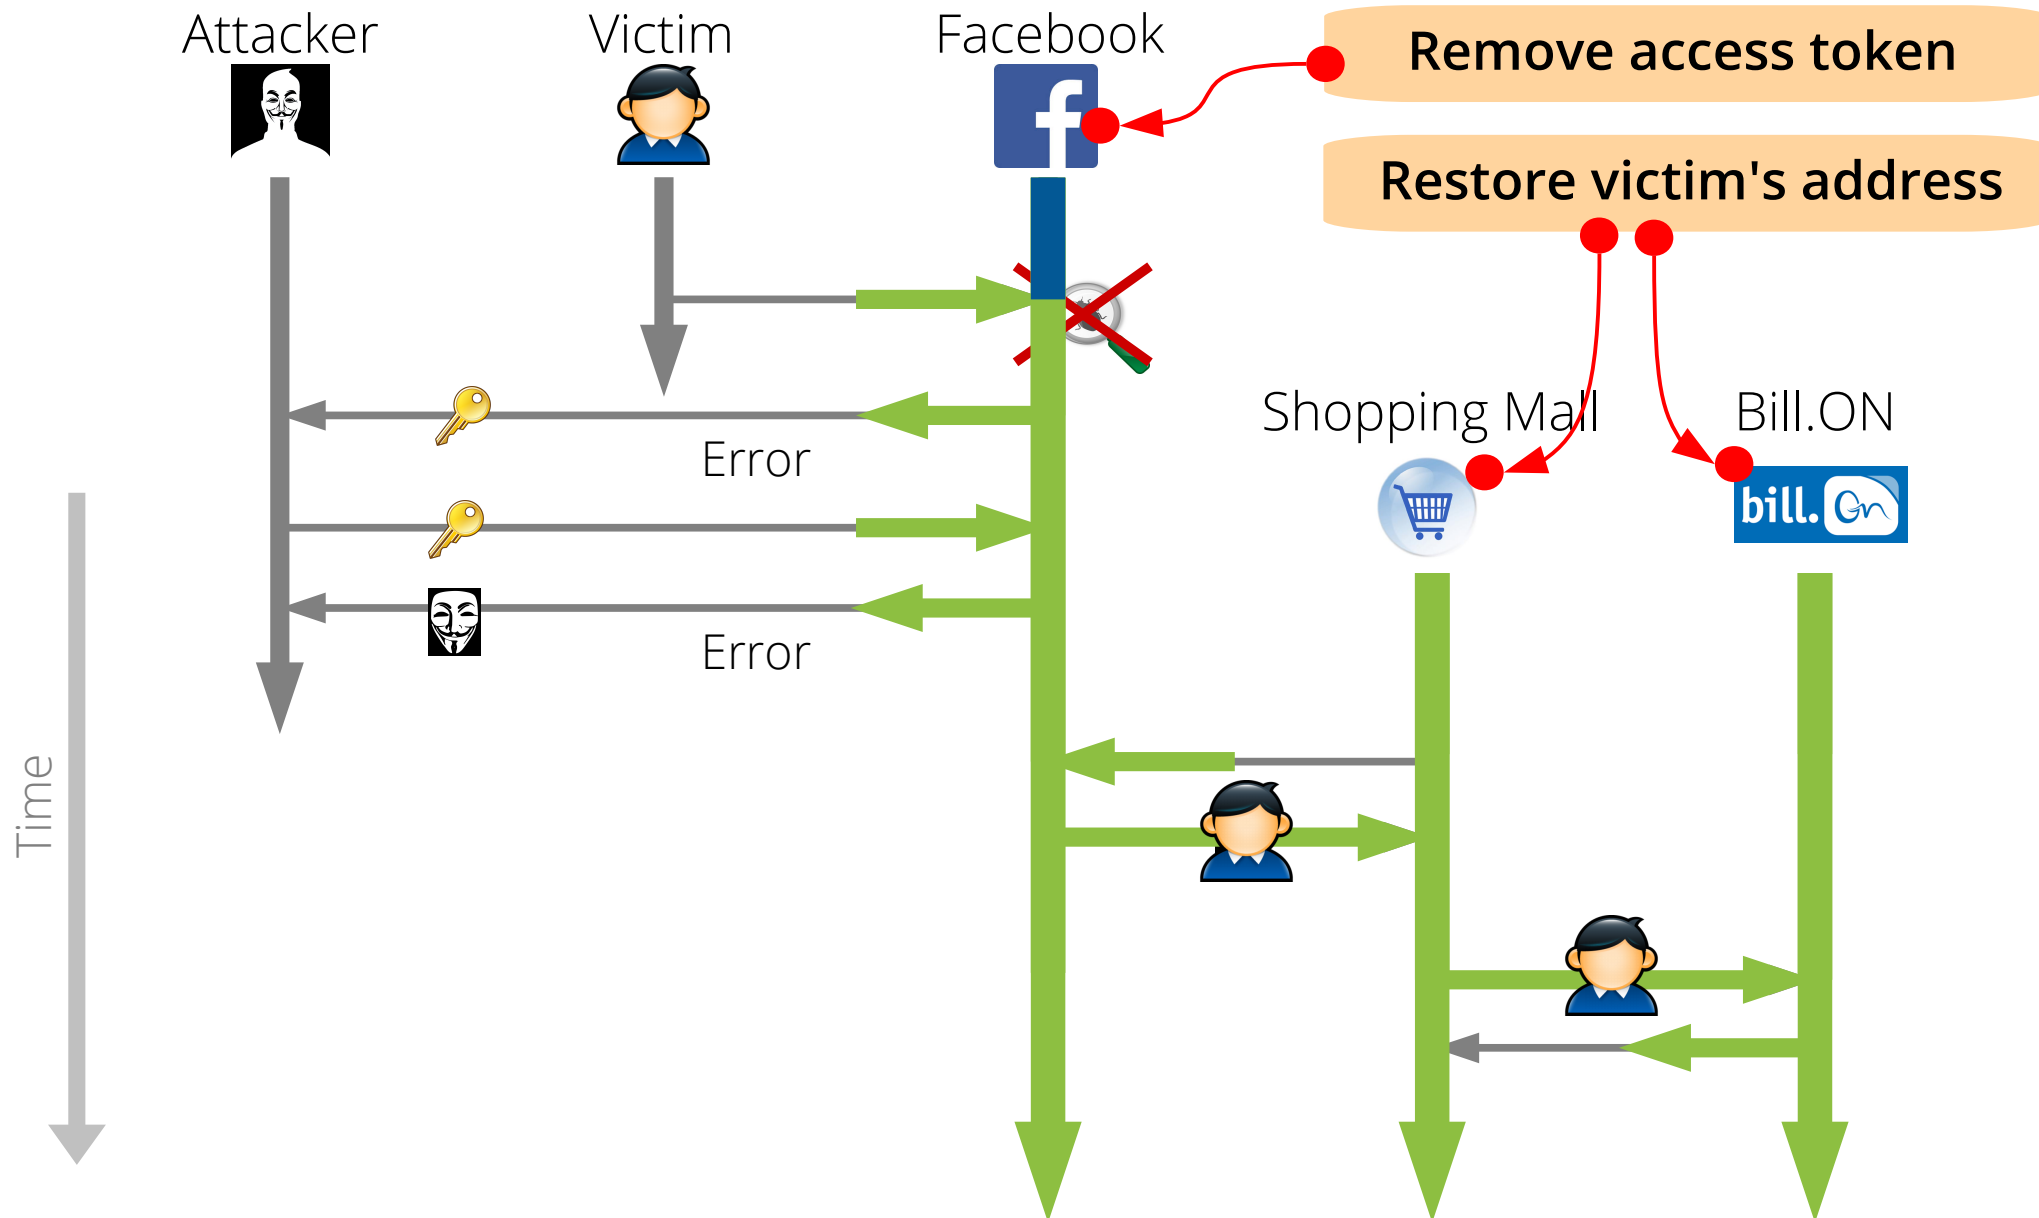 Attacker
Victim
Facebook
Remove access token
Restore victim's address
Shopping Mall
Bill.ON
bill.On
Error
Error
Time